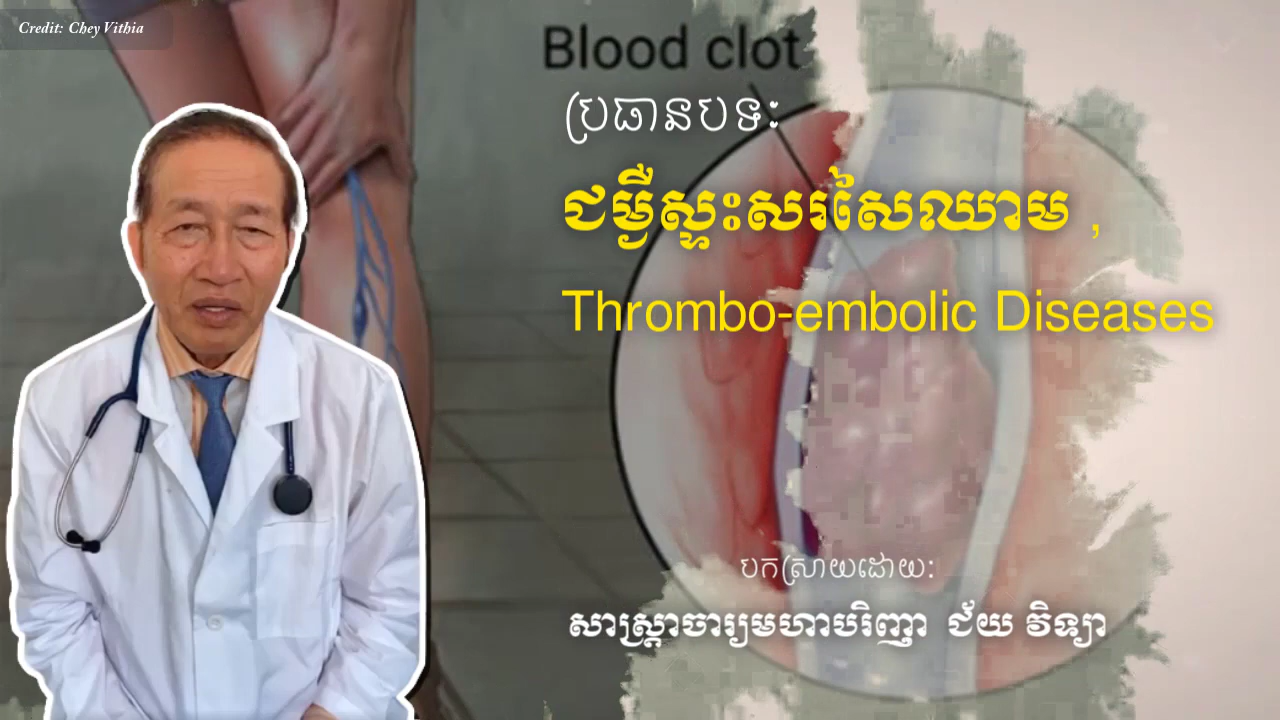 Credit: Chey Vithia
Blood clot
ប្រធានបទៈ
ជម្ងឺស្ទះសរសៃឈាម ,
Thrombo-embolic Diseases
បកស្រាយដោយៈ
សាស្ត្រាចារ្យមហាបរិញ្ញា ជ័យ វិទ្យា